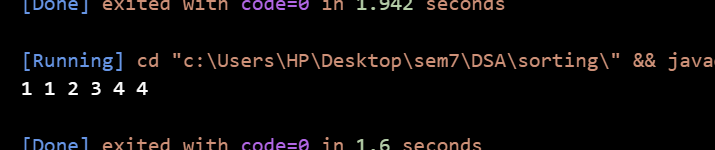 [Done] exited with code=0 in 1.942 seconds
[Running] cd "c:\Users\HP\Desktop\sem7\DSA\sorting\" && java
1 1 2 3 4 4
[Done] exited with code=0 in 1.6 seconds